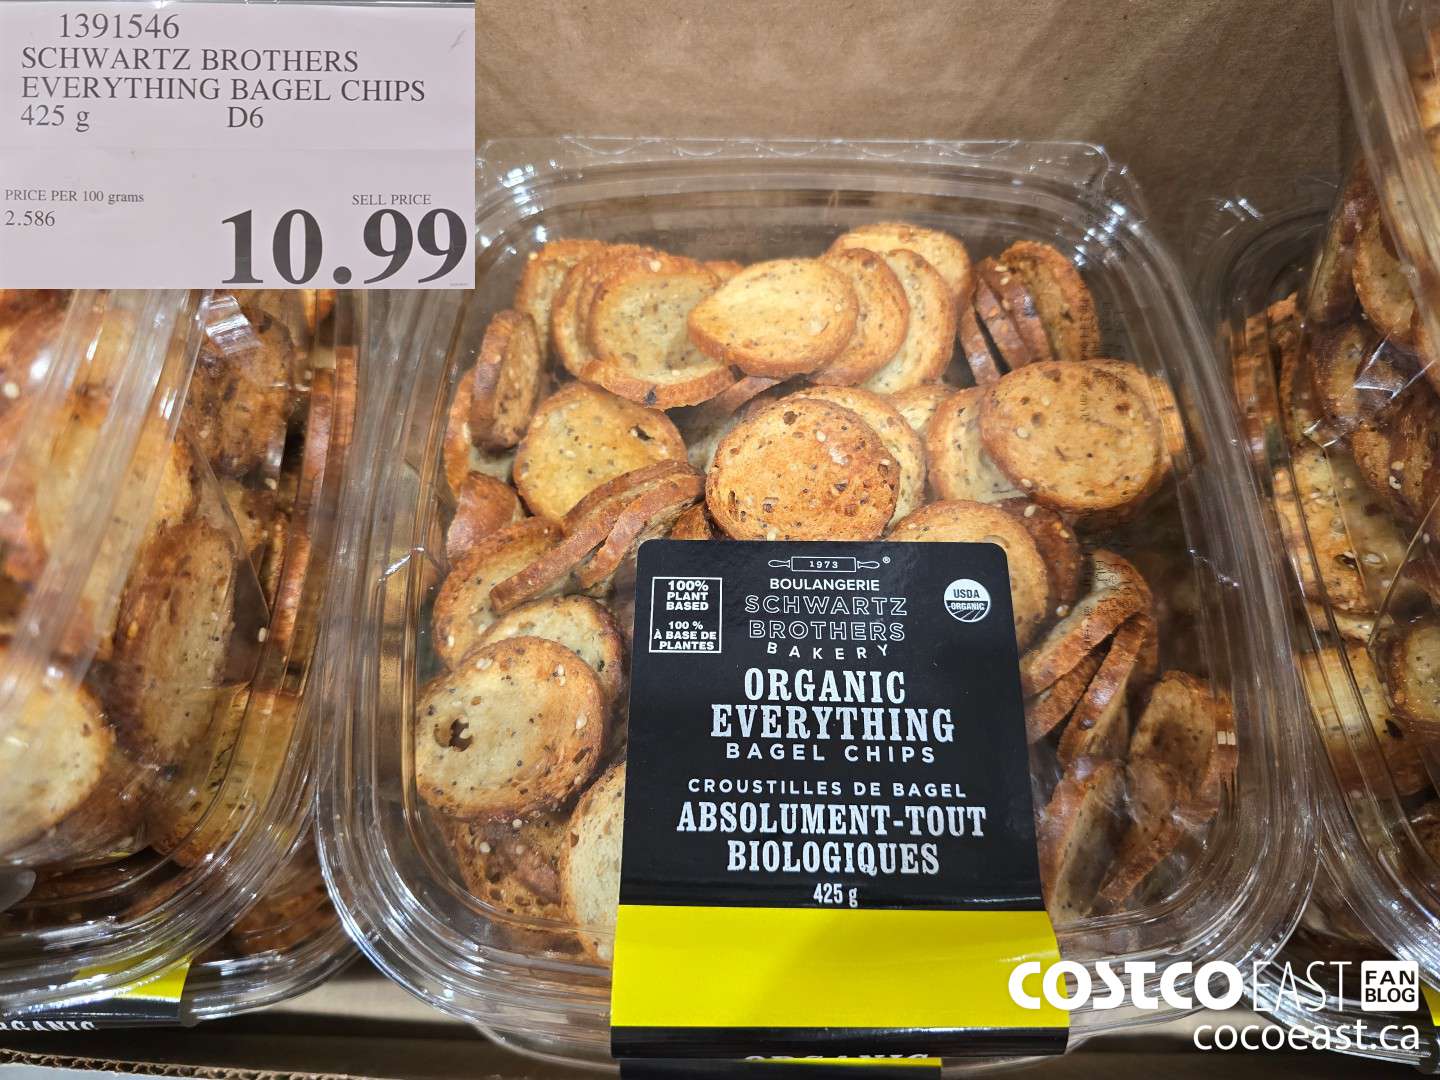 1391546
SCHWARTZ BROTHERS
EVERYTHING BAGEL CHIPS
425 g D6
PRICE PER 100 grams
2.586
SELL PRICE
10.99
1973
®
BOULANGERIE
SCHWARTZ
BROTHERS
BAKERY
100%
PLANT
BASED
100 %
À BASE DE
PLANTES
USDA
ORGANIC
ORGANIC
EVERYTHING
BAGEL CHIPS
CROUSTILLES DE BAGEL
ABSOLUMENT-TOUT
BIOLOGIQUES
425 g
COSTCO EAST FAN
BLOG
cocoeast.ca